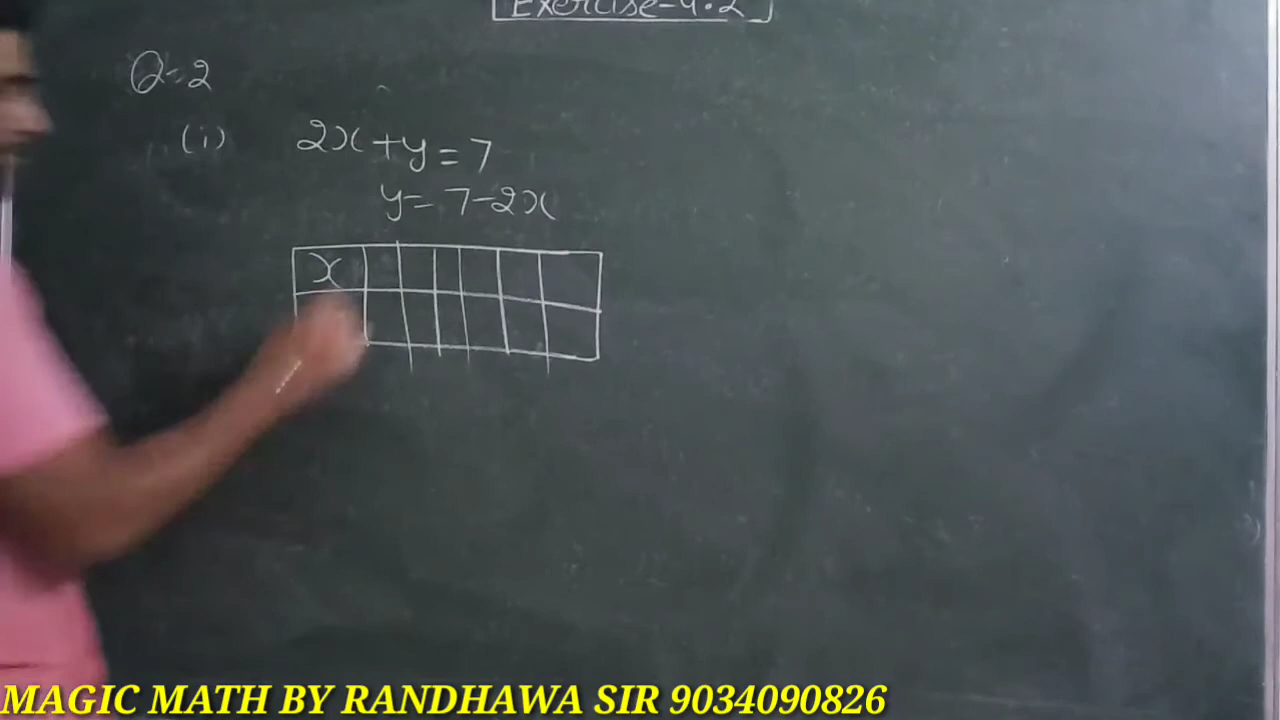 Exercise-4.2
Q-2
(i) 2x + y = 7
y = 7-2x
x
MAGIC MATH BY RANDHAWA SIR 9034090826